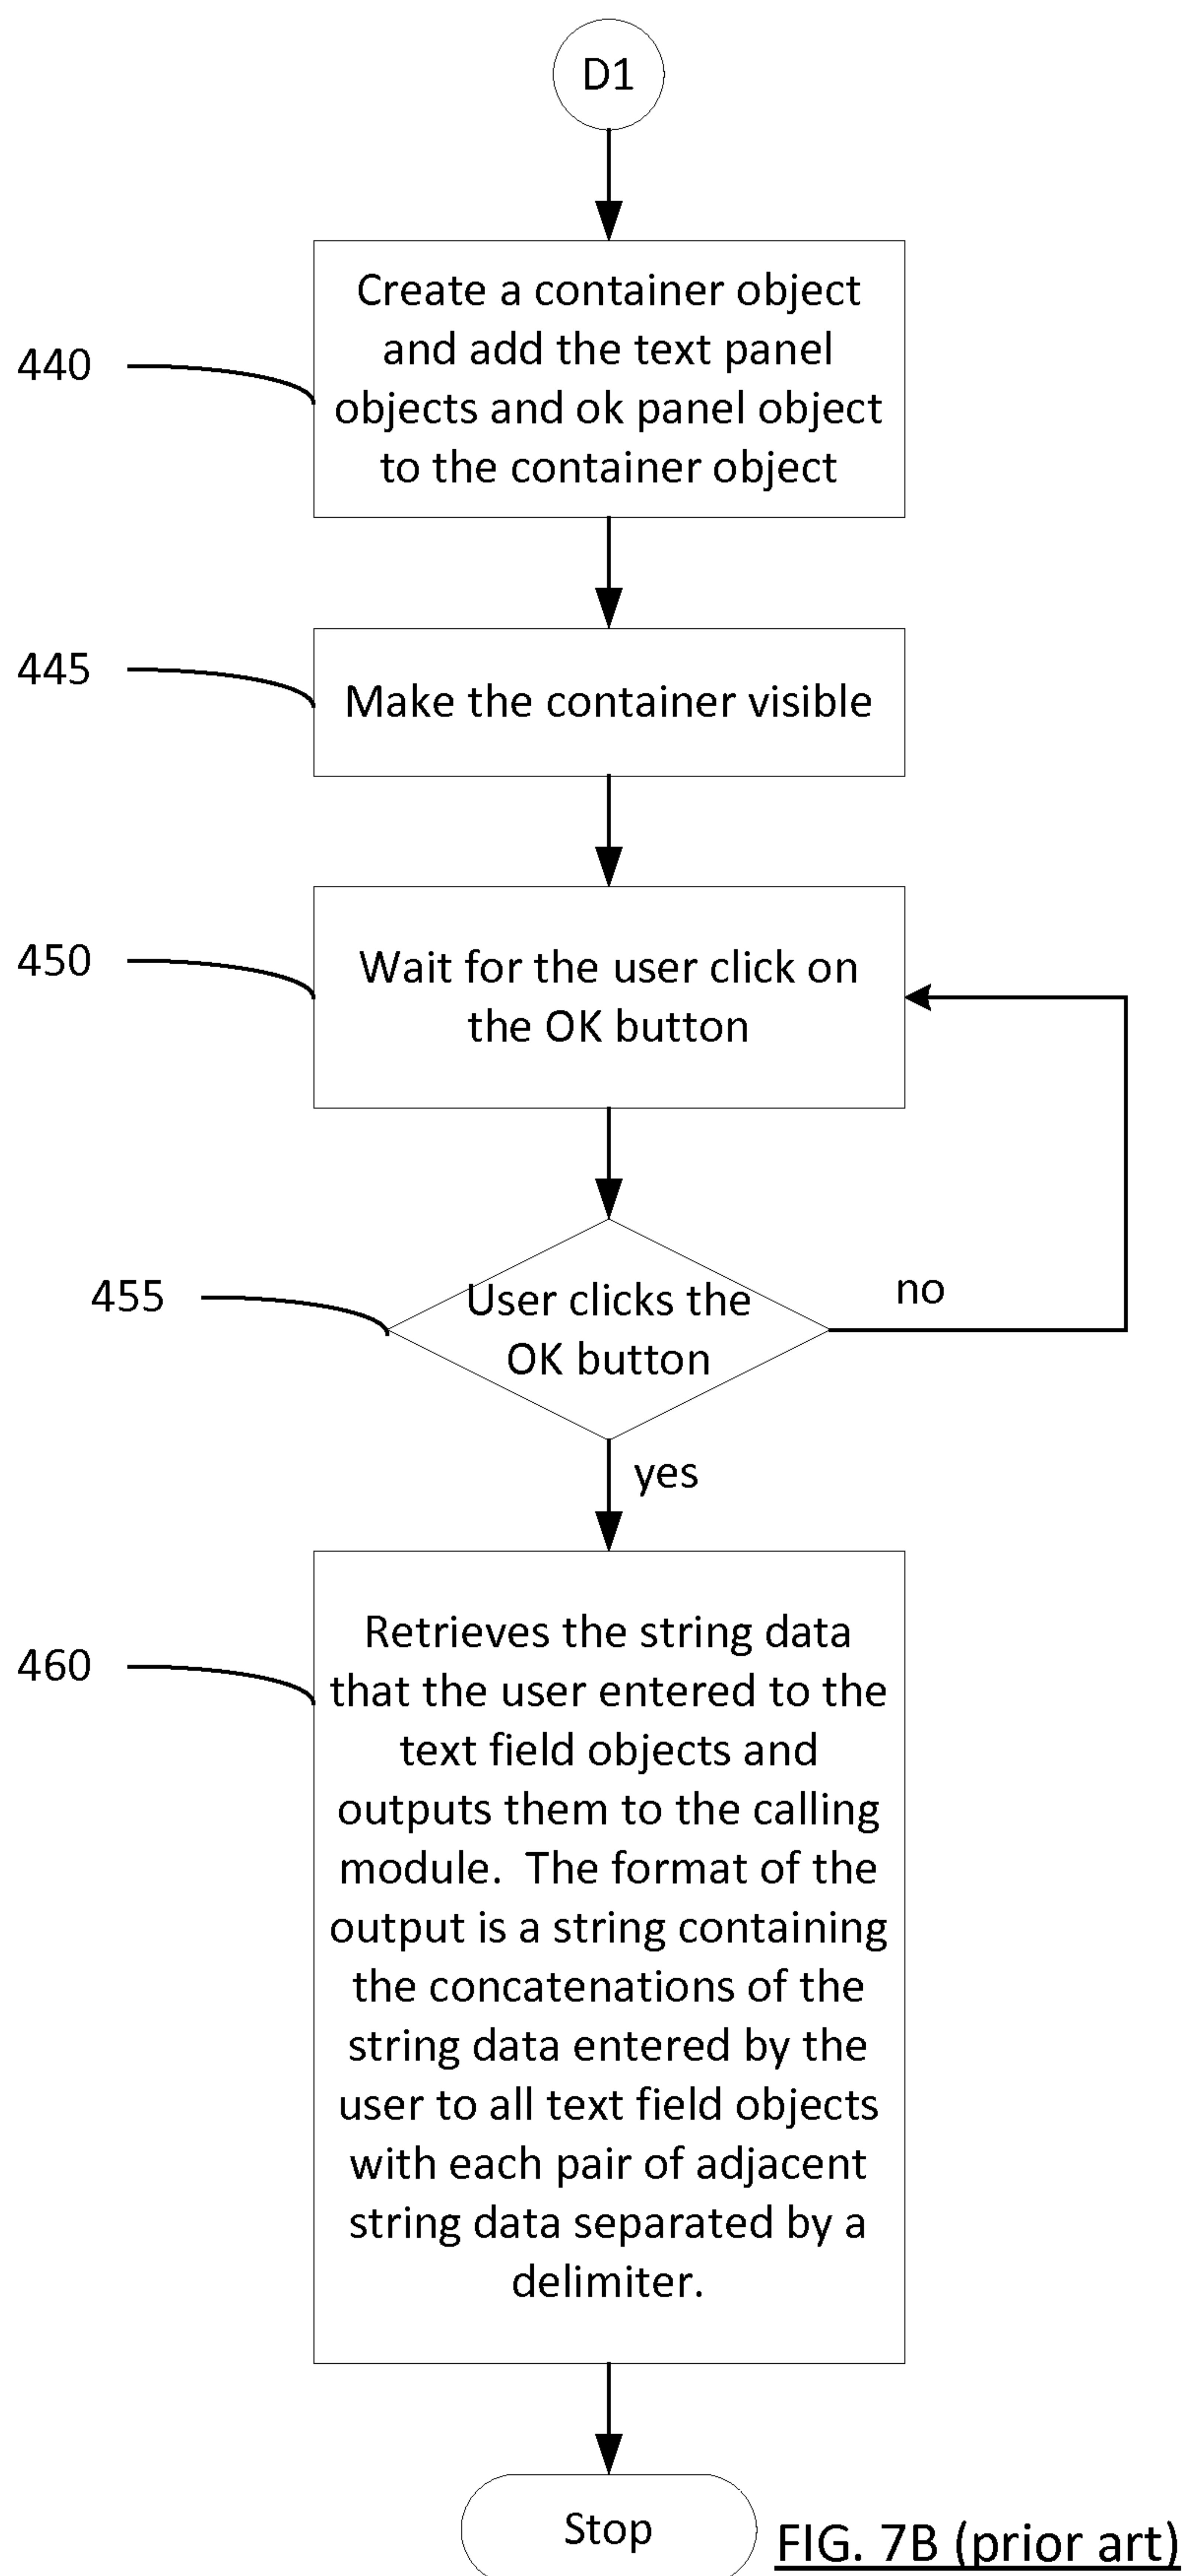 D1
Create a container object
and add the text panel
objects and ok panel object
to the container object
440
Make the container visible
445
Wait for the user click on
the OK button
450
User clicks the
OK button
455
no
yes
Retrieves the string data
that the user entered to the
text field objects and
outputs them to the calling
module.  The format of the
output is a string containing
the concatenations of the
string data entered by the
user to all text field objects
with each pair of adjacent
string data separated by a
delimiter.
460
Stop
FIG. 7B (prior art)